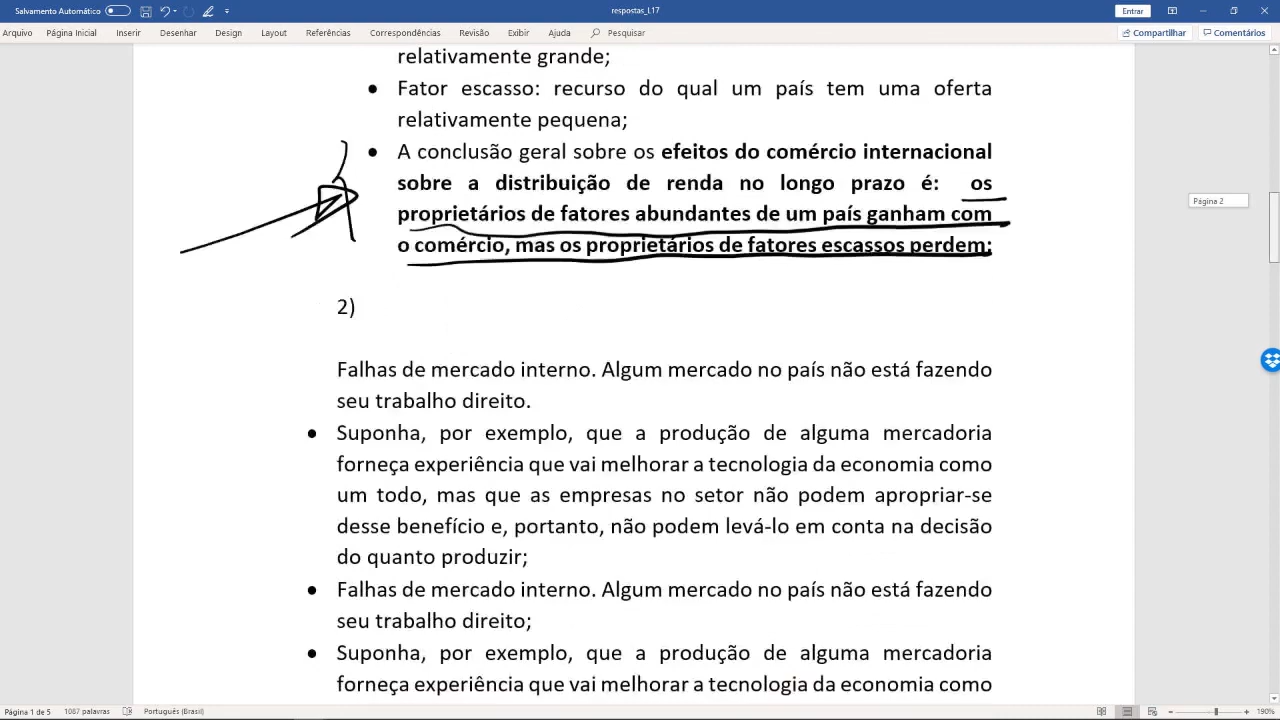 Salvamento Automático
respostas_L17
Entrar
Arquivo Página Inicial Inserir Desenhar Design Layout Referências Correspondências Revisão Exibir Ajuda Pesquisar Compartilhar Comentários
relativamente grande;
• Fator escasso: recurso do qual um país tem uma oferta
relativamente pequena;
• A conclusão geral sobre os efeitos do comércio internacional
sobre a distribuição de renda no longo prazo é: os
proprietários de fatores abundantes de um país ganham com
o comércio, mas os proprietários de fatores escassos perdem;
Página 2
2)
Falhas de mercado interno. Algum mercado no país não está fazendo
seu trabalho direito.
• Suponha, por exemplo, que a produção de alguma mercadoria
forneça experiência que vai melhorar a tecnologia da economia como
um todo, mas que as empresas no setor não podem apropriar-se
desse benefício e, portanto, não podem levá-lo em conta na decisão
do quanto produzir;
• Falhas de mercado interno. Algum mercado no país não está fazendo
seu trabalho direito;
• Suponha, por exemplo, que a produção de alguma mercadoria
forneça experiência que vai melhorar a tecnologia da economia como
Página 1 de 5 1087 palavras Português (Brasil) 190%